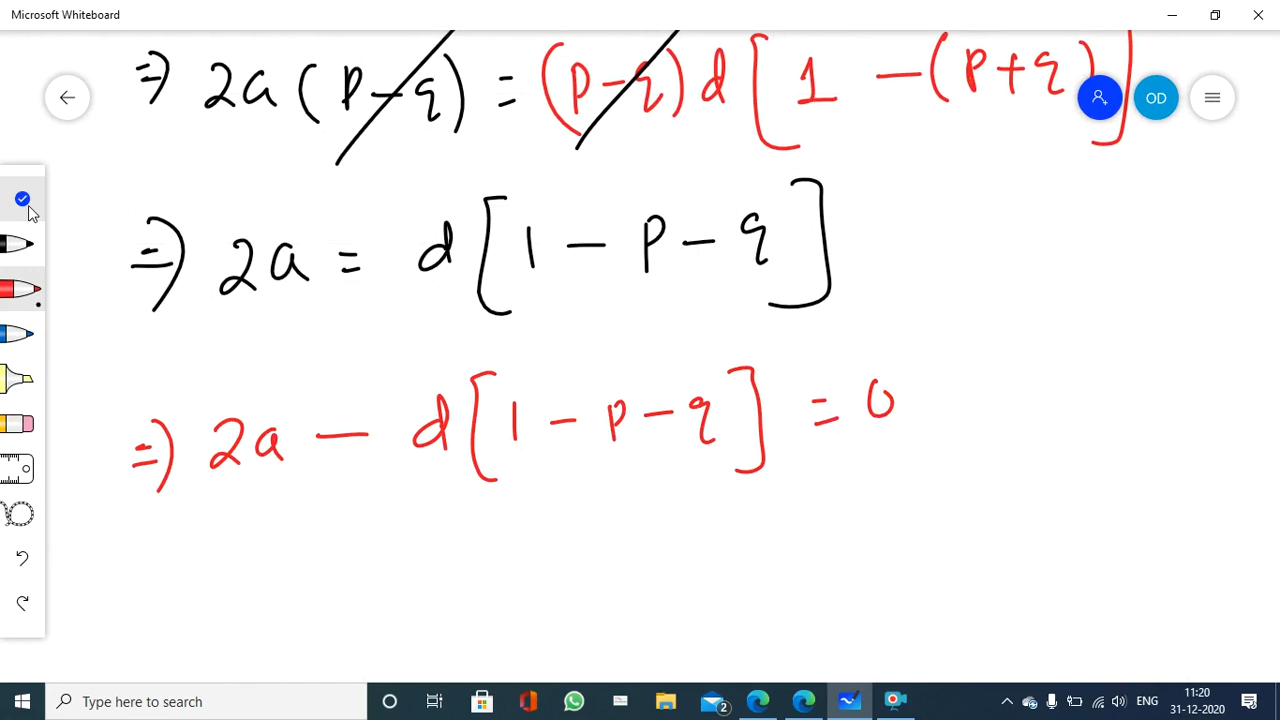 Microsoft Whiteboard
⇒ 2a (p-q) = (p-q) d [ 1 - (p+q) ]
OD
⇒ 2a = d [ 1 - p - q ]
⇒ 2a - d [ 1 - p - q ] = 0
Type here to search
2
ENG
11:20
31-12-2020